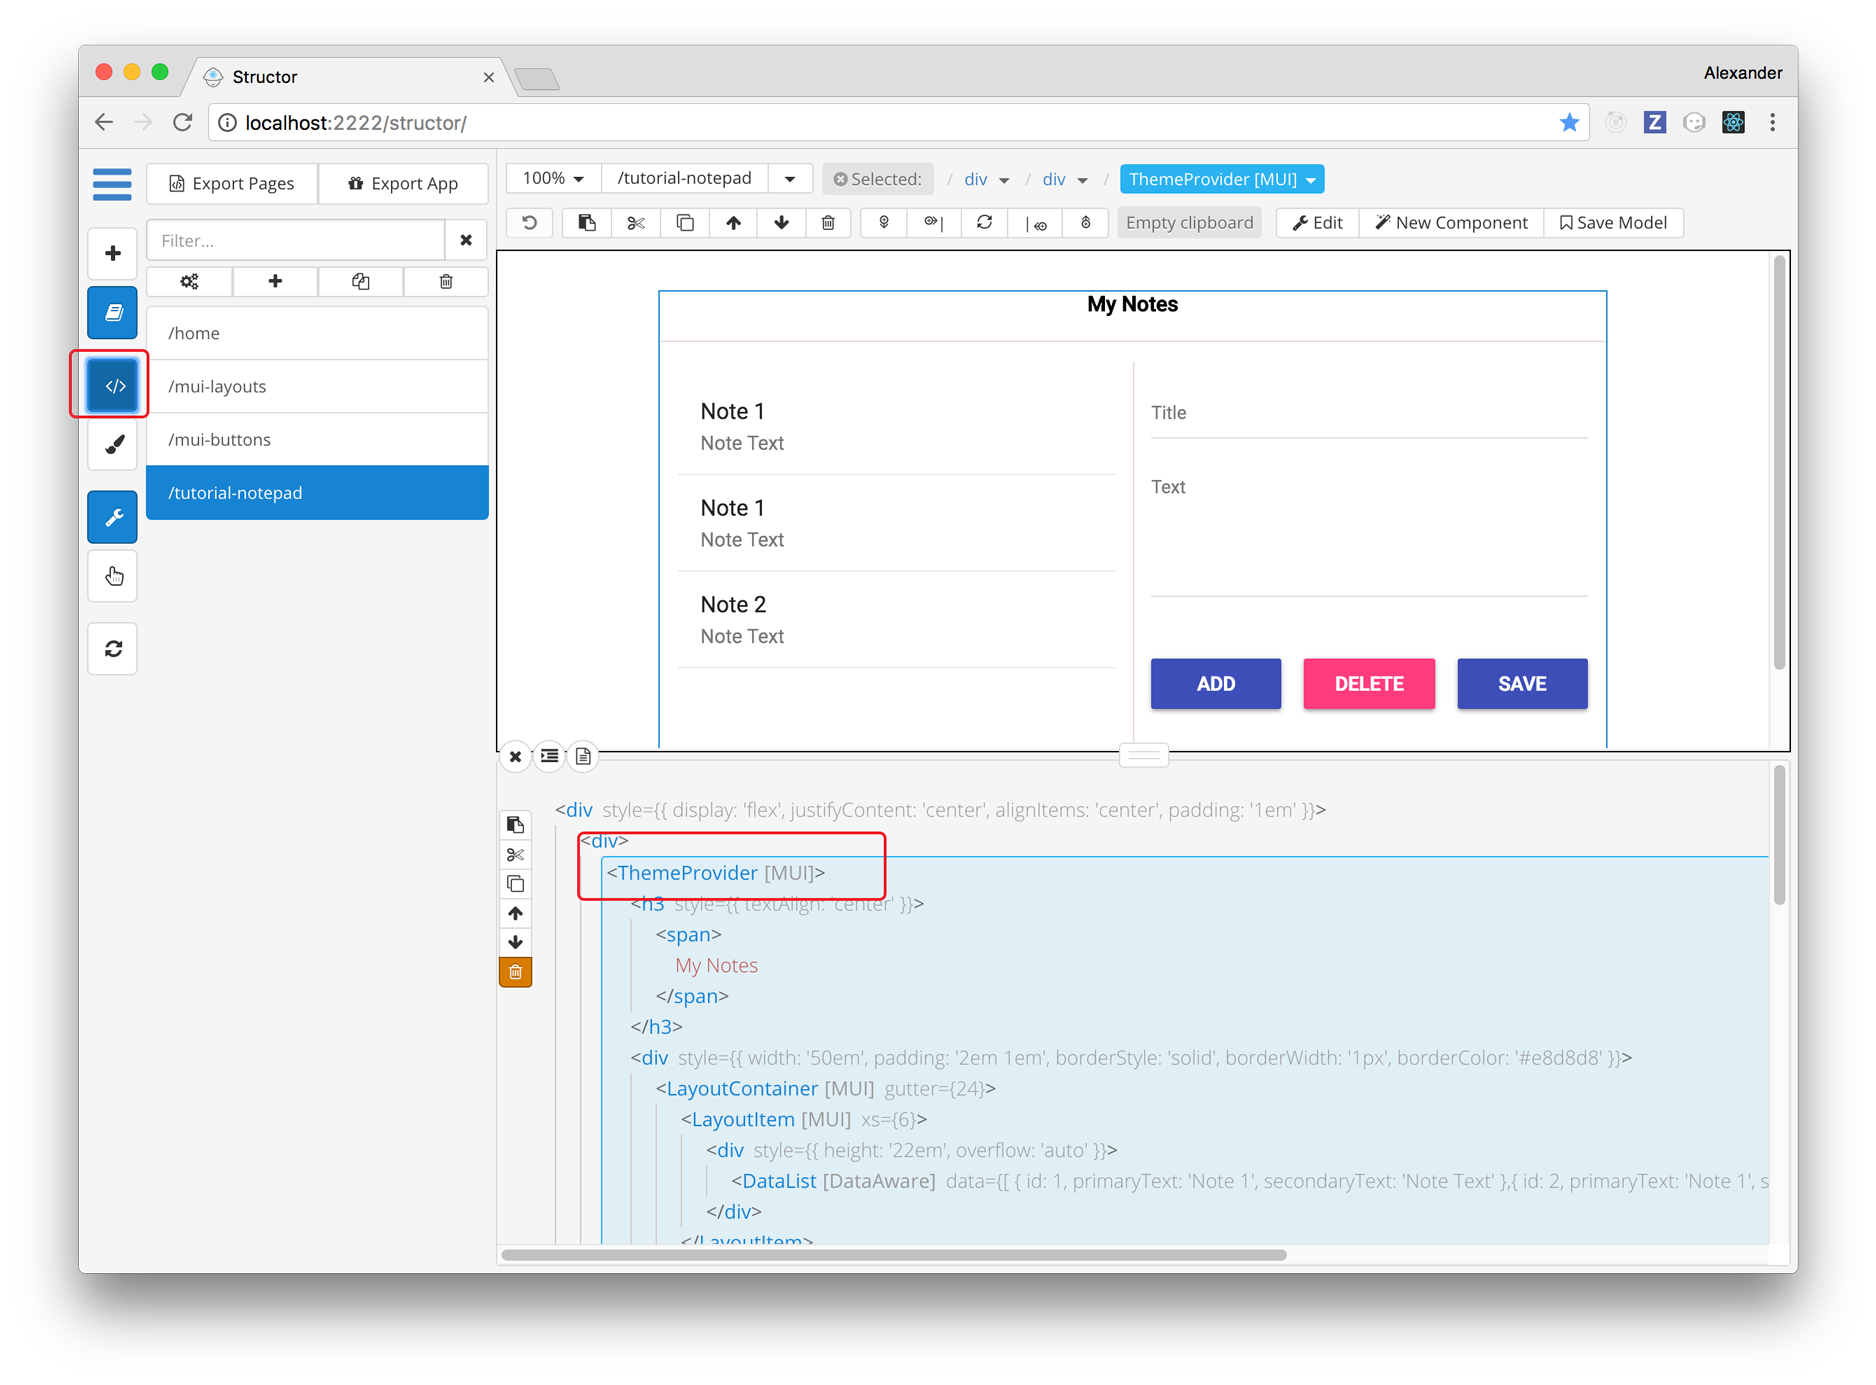 Structor
Alexander
localhost:2222/structor/
Z
Export Pages
Export App
100%
/tutorial-notepad
Selected:
/ div / div / ThemeProvider [MUI]
Filter...
Empty clipboard
Edit
New Component
Save Model
/home
/mui-layouts
</>
/mui-buttons
/tutorial-notepad
My Notes
Note 1
Note Text
Note 1
Note Text
Note 2
Note Text
Title
Text
ADD
DELETE
SAVE
<div style={{ display: 'flex', justifyContent: 'center', alignItems: 'center', padding: '1em' }}>
<div>
<ThemeProvider [MUI]>
<h3 style={{ textAlign: 'center' }}>
<span>
My Notes
</span>
</h3>
<div style={{ width: '50em', padding: '2em 1em', borderStyle: 'solid', borderWidth: '1px', borderColor: '#e8d8d8' }}>
<LayoutContainer [MUI] gutter={24}>
<LayoutItem [MUI] xs={6}>
<div style={{ height: '22em', overflow: 'auto' }}>
<DataList [DataAware] data={[ { id: 1, primaryText: 'Note 1', secondaryText: 'Note Text' },{ id: 2, primaryText: 'Note 1', s
</div>
</LayoutItem>